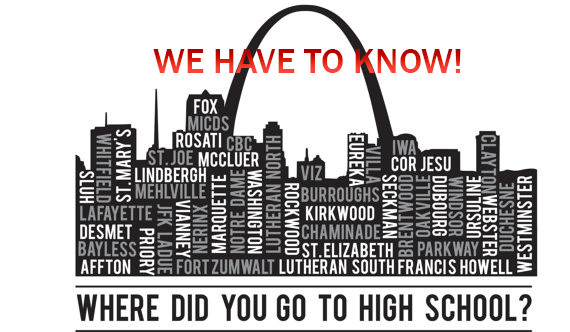 WE HAVE TO KNOW!
FOX
MICDS
ROSATI
CBC
ST. JOE
MCCLUER
LINDBERGH
MEHLVILLE
WHITFIELD
ST. MARY'S
SLUH
LAFAYETTE
DESMET
BAYLESS
AFFTON
JFK
LADUE
PRIORY
VIANNEY
NERINX
MARQUETTE
NOTRE DAME
WASHINGTON
LUTHERAN NORTH
FORT ZUMWALT
ROCKWOOD
VIZ
BURROUGHS
KIRKWOOD
CHAMINADE
ST. ELIZABETH
LUTHERAN SOUTH
EUREKA
VILLA
SECKMAN
IWA
COR JESU
BRENTWOOD
OAKVILLE
DUBOURG
WINDSOR
PARKWAY
FRANCIS HOWELL
URSULINE
CLAYTON
WEBSTER
DUCHESNE
WESTMINSTER
WHERE DID YOU GO TO HIGH SCHOOL?